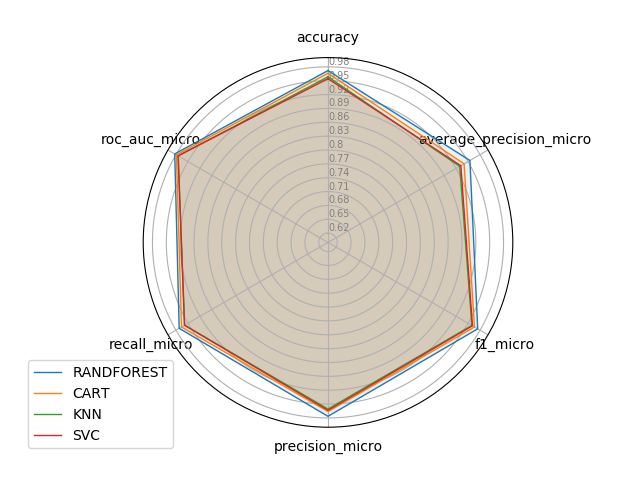 accuracy
0.98
0.95
0.92
0.89
0.86
0.83
0.8
0.77
0.74
0.71
0.68
0.65
0.62
roc_auc_micro
average_precision_micro
recall_micro
f1_micro
precision_micro
RANDFOREST
CART
KNN
SVC